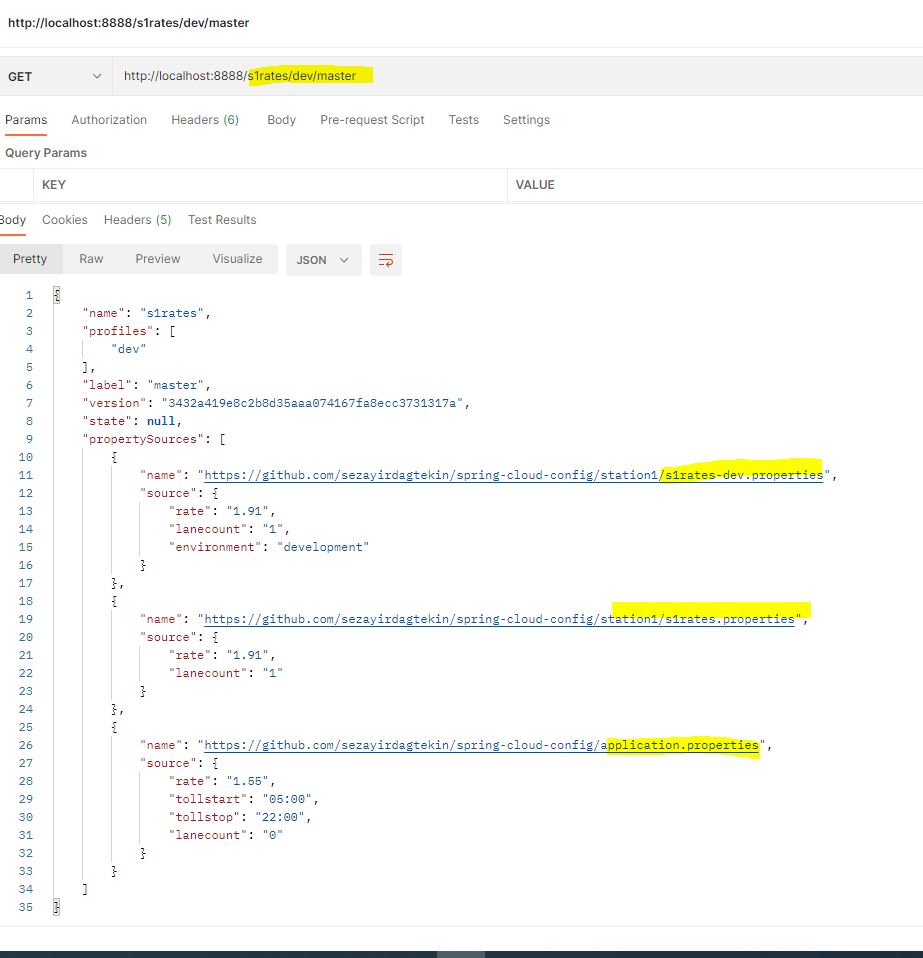 http://localhost:8888/s1rates/dev/master
GET http://localhost:8888/s1rates/dev/master
Params Authorization Headers (6) Body Pre-request Script Tests Settings
Query Params
KEY VALUE
Body Cookies Headers (5) Test Results
Pretty Raw Preview Visualize JSON
1 {
2 "name": "s1rates",
3 "profiles": [
4 "dev"
5 ],
6 "label": "master",
7 "version": "3432a419e8c2b8d35aaa074167fa8ecc3731317a",
8 "state": null,
9 "propertySources": [
10 {
11 "name": "https://github.com/sezayirdagtekin/spring-cloud-config/station1/s1rates-dev.properties",
12 "source": {
13 "rate": "1.91",
14 "lanecount": "1",
15 "environment": "development"
16 }
17 },
18 {
19 "name": "https://github.com/sezayirdagtekin/spring-cloud-config/station1/s1rates.properties",
20 "source": {
21 "rate": "1.91",
22 "lanecount": "1"
23 }
24 },
25 {
26 "name": "https://github.com/sezayirdagtekin/spring-cloud-config/application.properties",
27 "source": {
28 "rate": "1.55",
29 "tollstart": "05:00",
30 "tollstop": "22:00",
31 "lanecount": "0"
32 }
33 }
34 ]
35 }